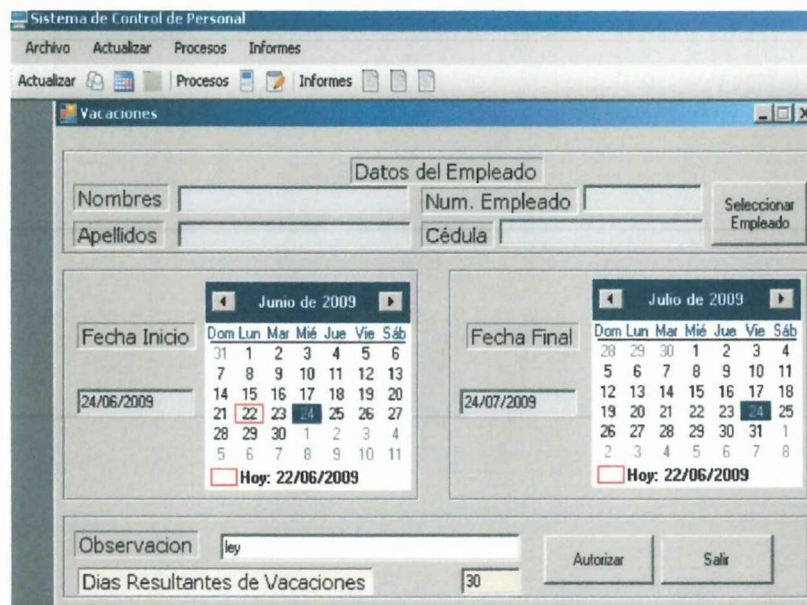 Sistema de Control de Personal
Archivo Actualizar Procesos Informes
Actualizar Procesos Informes
Vacaciones
Datos del Empleado
Nombres Num. Empleado
Seleccionar Empleado
Apellidos Cédula
Fecha Inicio
24/06/2009
Junio de 2009
Dom Lun Mar Mié Jue Vie Sáb
31 1 2 3 4 5 6
7 8 9 10 11 12 13
14 15 16 17 18 19 20
21 22 23 24 25 26 27
28 29 30 1 2 3 4
5 6 7 8 9 10 11
Hoy: 22/06/2009
Fecha Final
24/07/2009
Julio de 2009
Dom Lun Mar Mié Jue Vie Sáb
28 29 30 1 2 3 4
5 6 7 8 9 10 11
12 13 14 15 16 17 18
19 20 21 22 23 24 25
26 27 28 29 30 31 1
2 3 4 5 6 7 8
Hoy: 22/06/2009
Observacion ley
Autorizar Salir
Dias Resultantes de Vacaciones 30